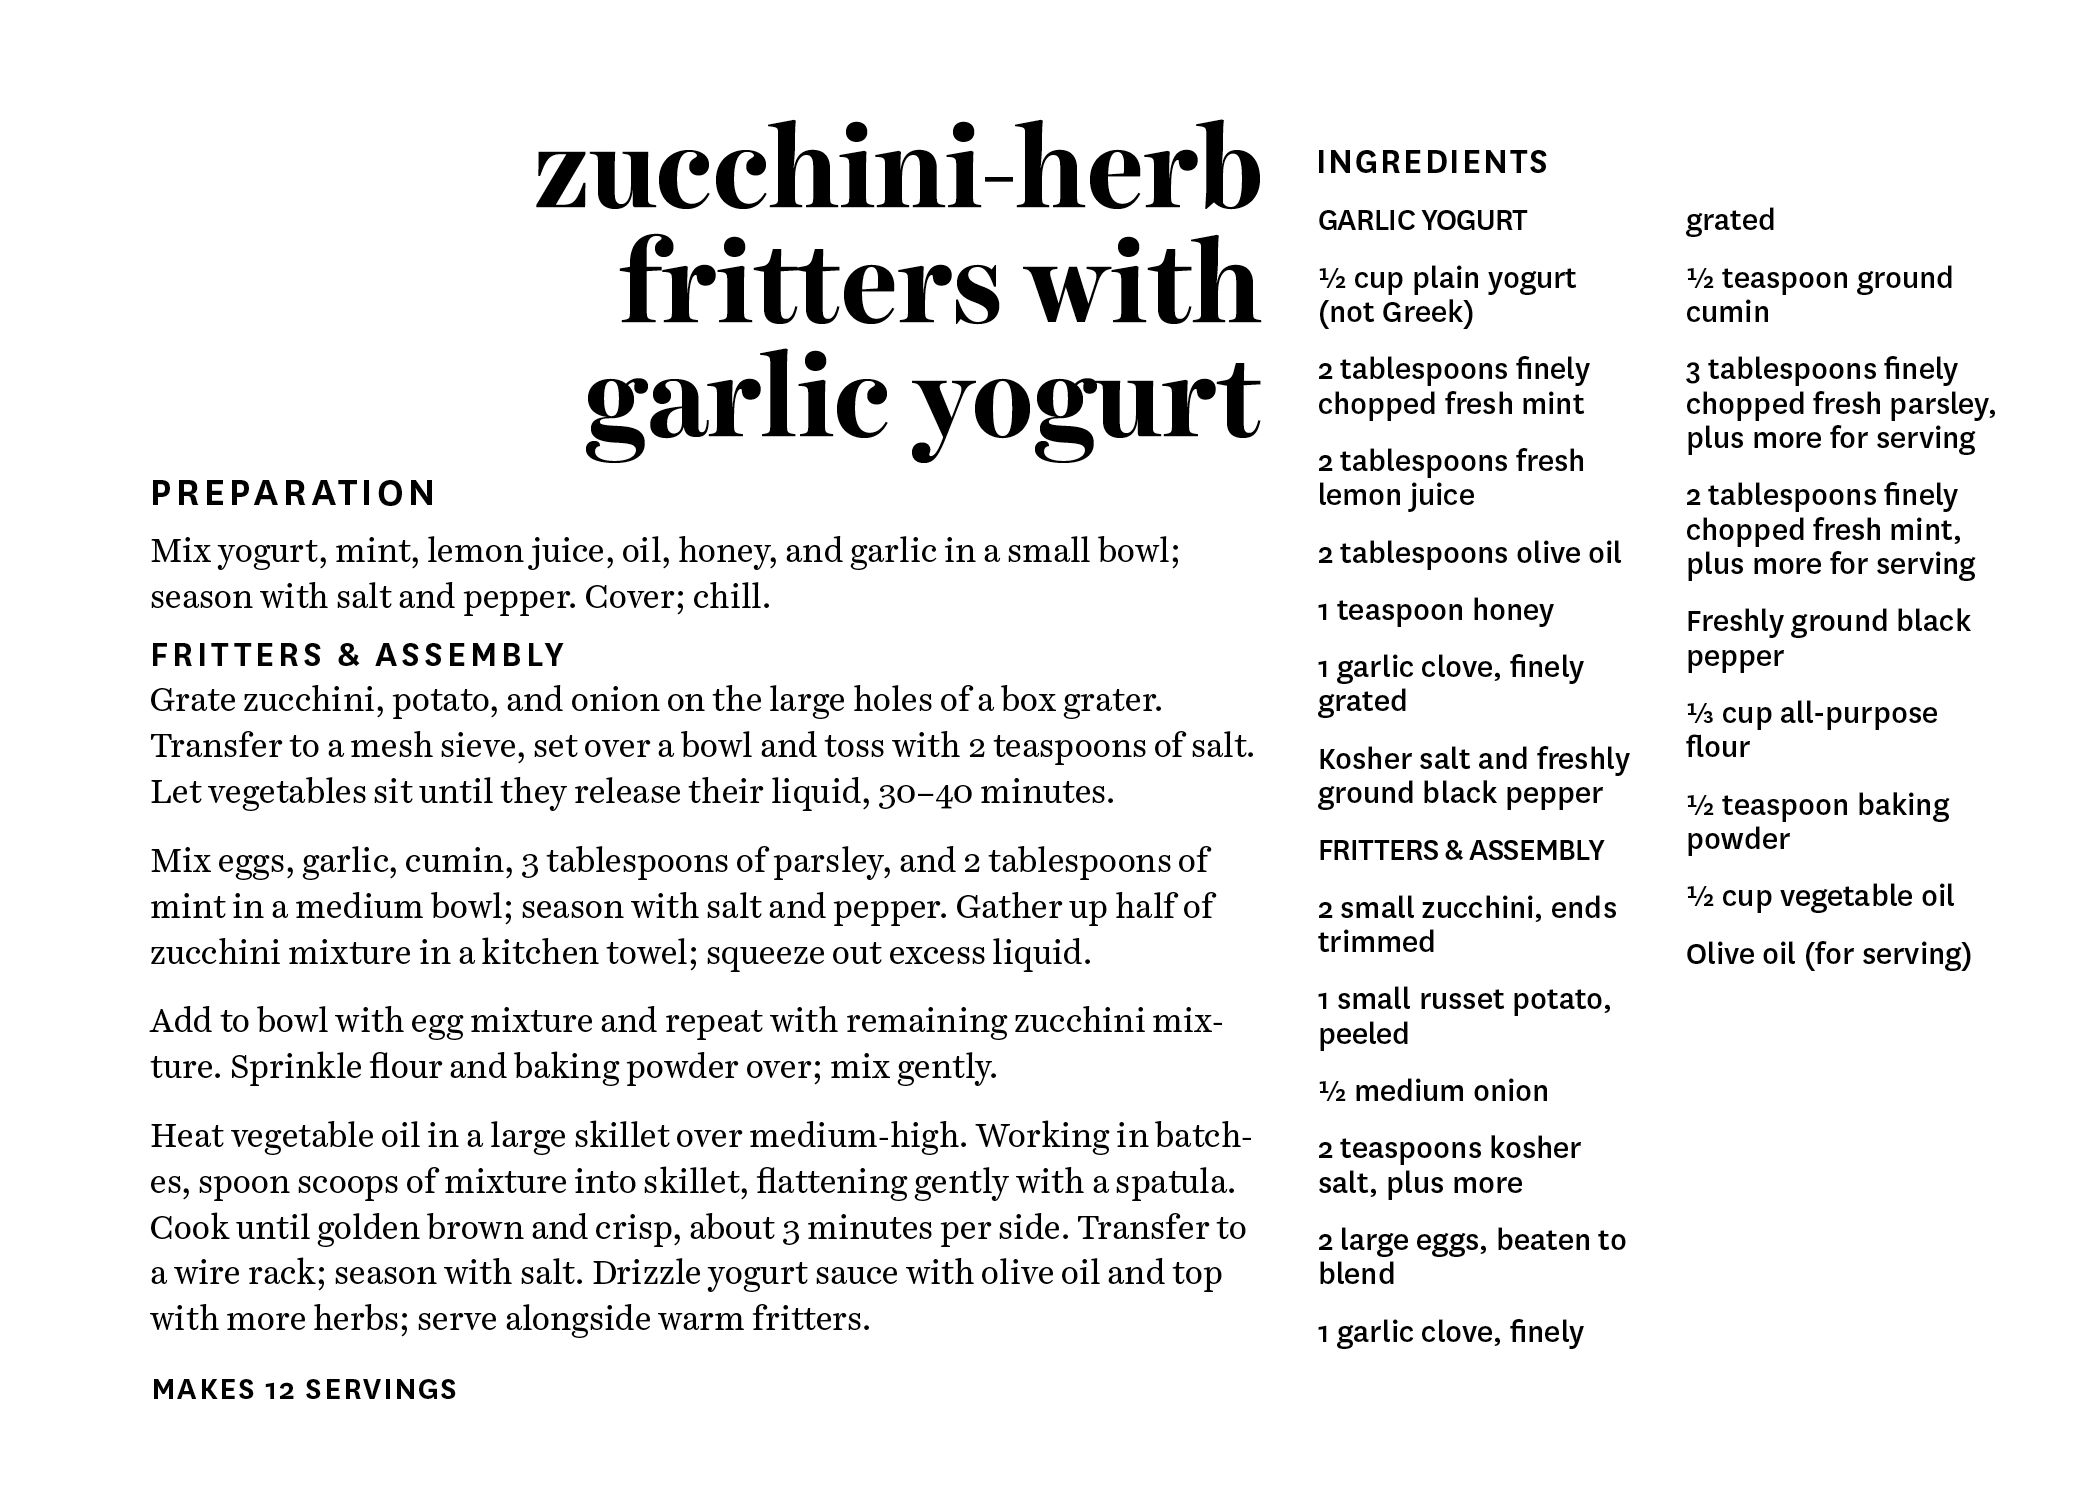 zucchini-herb
fritters with
garlic yogurt
PREPARATION
Mix yogurt, mint, lemon juice, oil, honey, and garlic in a small bowl;
season with salt and pepper. Cover; chill.
FRITTERS & ASSEMBLY
Grate zucchini, potato, and onion on the large holes of a box grater.
Transfer to a mesh sieve, set over a bowl and toss with 2 teaspoons of salt.
Let vegetables sit until they release their liquid, 30–40 minutes.
Mix eggs, garlic, cumin, 3 tablespoons of parsley, and 2 tablespoons of
mint in a medium bowl; season with salt and pepper. Gather up half of
zucchini mixture in a kitchen towel; squeeze out excess liquid.
Add to bowl with egg mixture and repeat with remaining zucchini mix-
ture. Sprinkle flour and baking powder over; mix gently.
Heat vegetable oil in a large skillet over medium-high. Working in batch-
es, spoon scoops of mixture into skillet, flattening gently with a spatula.
Cook until golden brown and crisp, about 3 minutes per side. Transfer to
a wire rack; season with salt. Drizzle yogurt sauce with olive oil and top
with more herbs; serve alongside warm fritters.
MAKES 12 SERVINGS
INGREDIENTS
GARLIC YOGURT
½ cup plain yogurt
(not Greek)
2 tablespoons finely
chopped fresh mint
2 tablespoons fresh
lemon juice
2 tablespoons olive oil
1 teaspoon honey
1 garlic clove, finely
grated
Kosher salt and freshly
ground black pepper
FRITTERS & ASSEMBLY
2 small zucchini, ends
trimmed
1 small russet potato,
peeled
½ medium onion
2 teaspoons kosher
salt, plus more
2 large eggs, beaten to
blend
1 garlic clove, finely
grated
½ teaspoon ground
cumin
3 tablespoons finely
chopped fresh parsley,
plus more for serving
2 tablespoons finely
chopped fresh mint,
plus more for serving
Freshly ground black
pepper
⅓ cup all-purpose
flour
½ teaspoon baking
powder
½ cup vegetable oil
Olive oil (for serving)